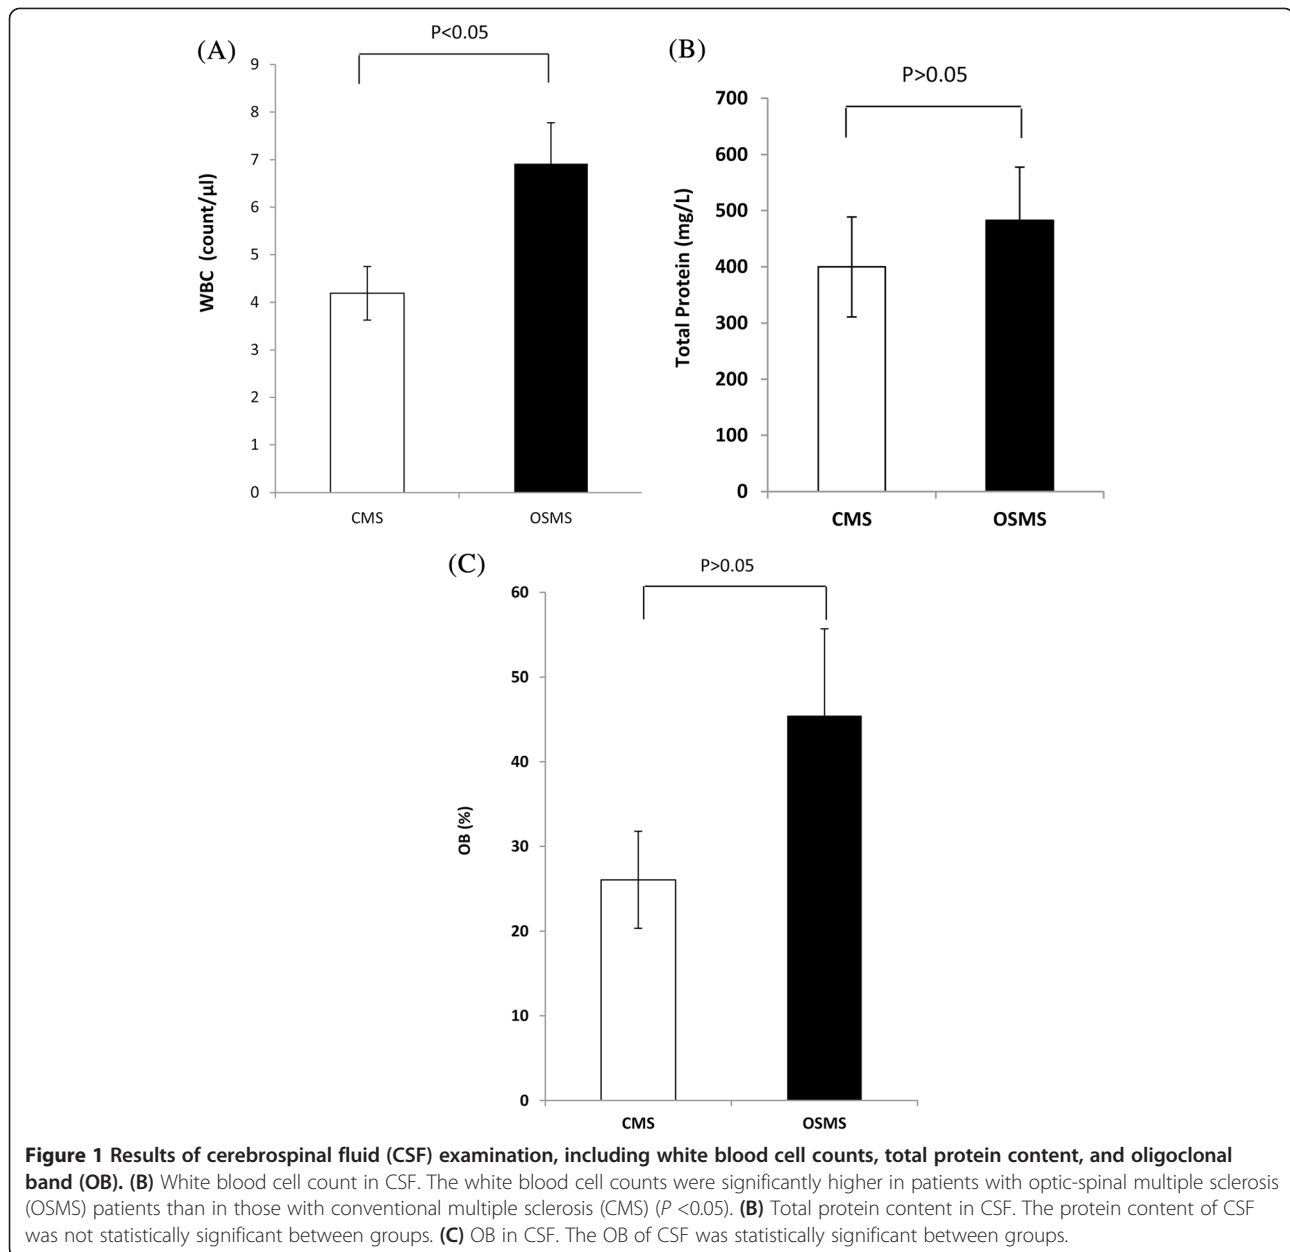 (A)
P<0.05
9
8
7
6
5
4
3
2
1
0
WBC (count/µl)
CMS OSMS
(B)
P>0.05
700
600
500
400
300
200
100
0
Total Protein (mg/L)
CMS OSMS
(C)
P>0.05
60
50
40
30
20
10
0
OB (%)
CMS OSMS
Figure 1 Results of cerebrospinal fluid (CSF) examination, including white blood cell counts, total protein content, and oligoclonal
band (OB). (B) White blood cell count in CSF. The white blood cell counts were significantly higher in patients with optic-spinal multiple sclerosis
(OSMS) patients than in those with conventional multiple sclerosis (CMS) (P <0.05). (B) Total protein content in CSF. The protein content of CSF
was not statistically significant between groups. (C) OB in CSF. The OB of CSF was statistically significant between groups.